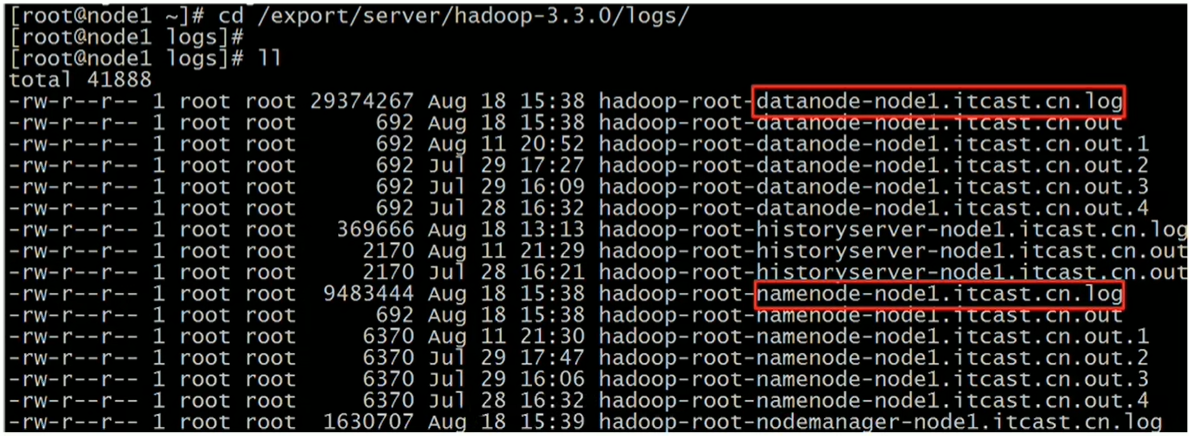 [root@node1 ~]# cd /export/server/hadoop-3.3.0/logs/
[root@node1 logs]#
[root@node1 logs]# ll
total 41888
-rw-r--r-- 1 root root 29374267 Aug 18 15:38 hadoop-root-datanode-node1.itcast.cn.log
-rw-r--r-- 1 root root      692 Aug 18 15:38 hadoop-root-datanode-node1.itcast.cn.out
-rw-r--r-- 1 root root      692 Aug 11 20:52 hadoop-root-datanode-node1.itcast.cn.out.1
-rw-r--r-- 1 root root      692 Jul 29 17:27 hadoop-root-datanode-node1.itcast.cn.out.2
-rw-r--r-- 1 root root      692 Jul 29 16:09 hadoop-root-datanode-node1.itcast.cn.out.3
-rw-r--r-- 1 root root      692 Jul 28 16:32 hadoop-root-datanode-node1.itcast.cn.out.4
-rw-r--r-- 1 root root   369666 Aug 18 13:13 hadoop-root-historyserver-node1.itcast.cn.log
-rw-r--r-- 1 root root     2170 Aug 11 21:29 hadoop-root-historyserver-node1.itcast.cn.out
-rw-r--r-- 1 root root     2170 Jul 28 16:21 hadoop-root-historyserver-node1.itcast.cn.out
-rw-r--r-- 1 root root  9483444 Aug 18 15:38 hadoop-root-namenode-node1.itcast.cn.log
-rw-r--r-- 1 root root      692 Aug 18 15:38 hadoop-root-namenode-node1.itcast.cn.out
-rw-r--r-- 1 root root     6370 Aug 11 21:30 hadoop-root-namenode-node1.itcast.cn.out.1
-rw-r--r-- 1 root root     6370 Jul 29 17:47 hadoop-root-namenode-node1.itcast.cn.out.2
-rw-r--r-- 1 root root     6370 Jul 29 16:06 hadoop-root-namenode-node1.itcast.cn.out.3
-rw-r--r-- 1 root root     6370 Jul 28 16:32 hadoop-root-namenode-node1.itcast.cn.out.4
-rw-r--r-- 1 root root  1630707 Aug 18 15:39 hadoop-root-nodemanager-node1.itcast.cn.log